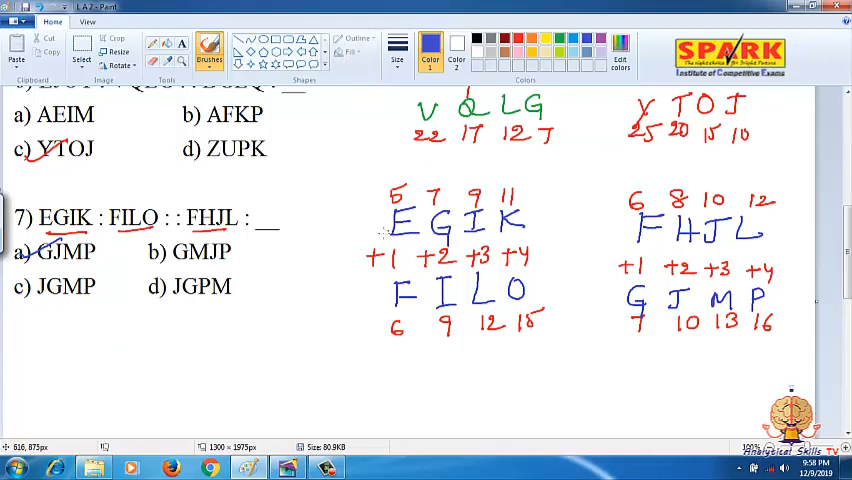 L A 2 - Paint
Home View
Paste
Cut
Copy
Clipboard
Select
Crop
Resize
Rotate
Image
A
Tools
Brushes
Outline
Fill
Shapes
Size
Color 1
Color 2
Colors
Edit colors
SPARK
Institute of Competitive Exams
a) AEIM b) AFKP
c) YTOJ d) ZUPK
V Q L G
22 17 12 7
Y T O J
25 20 15 10
7) EGIK : FILO : : FHJL : __
a) GJMP b) GMJP
c) JGMP d) JGPM
5 7 9 11
E G I K
+1 +2 +3 +4
F I L O
6 9 12 15
6 8 10 12
F H J L
+1 +2 +3 +4
G J M P
7 10 13 16
616, 875px
1300 × 1975px
Size: 80.9KB
100%
Analytical Skills TV
9:58 PM
12/9/2019